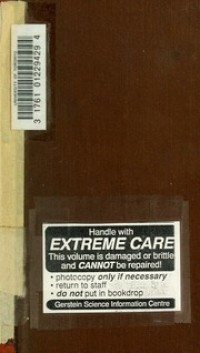 3 1761 01229429 4
Handle with
EXTREME CARE
This volume is damaged or brittle
and CANNOT be repaired!
• photocopy only if necessary
• return to staff
• do not put in bookdrop
Gerstein Science Information Centre